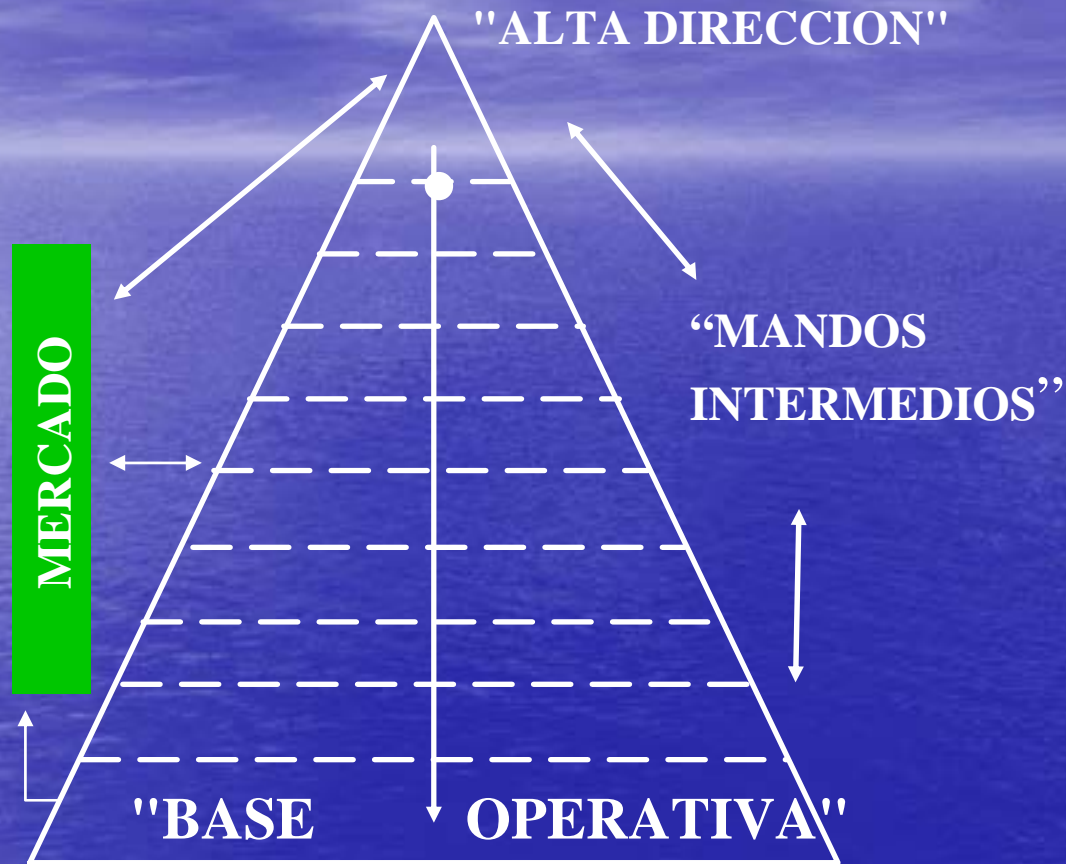 "ALTA DIRECCION"
MERCADO
“MANDOS
INTERMEDIOS”
"BASE OPERATIVA"